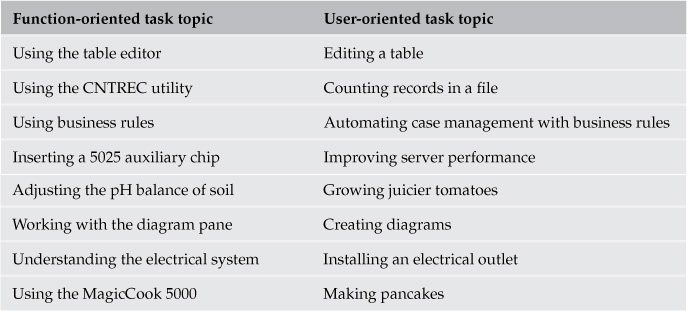 Function-oriented task topic User-oriented task topic
Using the table editor Editing a table
Using the CNTREC utility Counting records in a file
Using business rules Automating case management with business rules
Inserting a 5025 auxiliary chip Improving server performance
Adjusting the pH balance of soil Growing juicier tomatoes
Working with the diagram pane Creating diagrams
Understanding the electrical system Installing an electrical outlet
Using the MagicCook 5000 Making pancakes